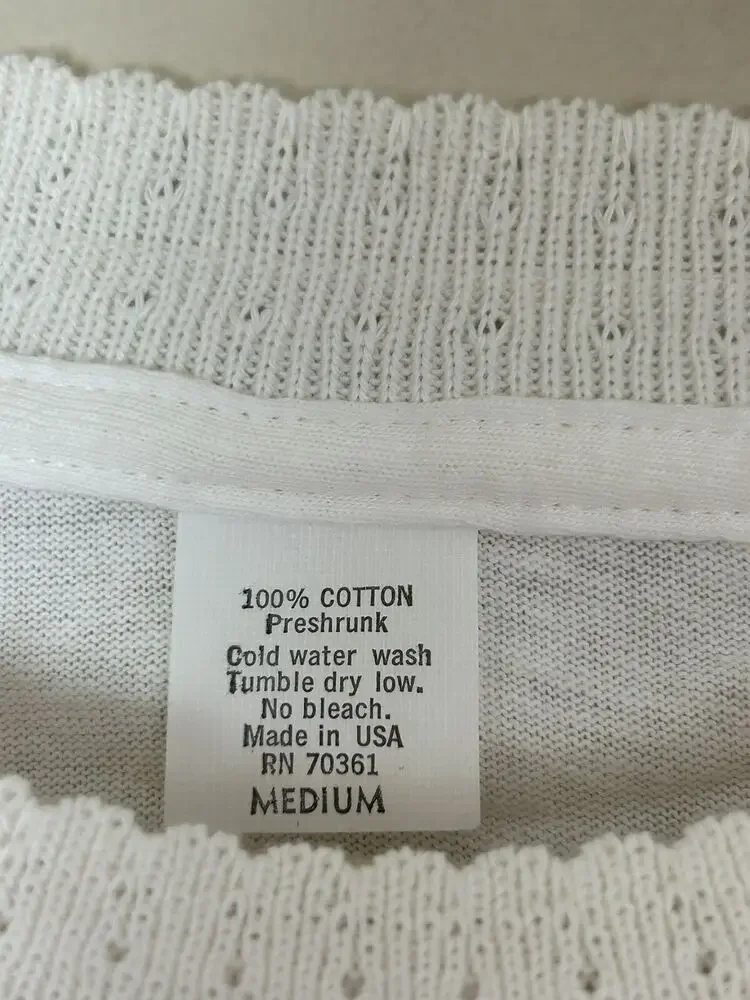 100% COTTON
Preshrunk
Cold water wash
Tumble dry low.
No bleach.
Made in USA
RN 70361
MEDIUM